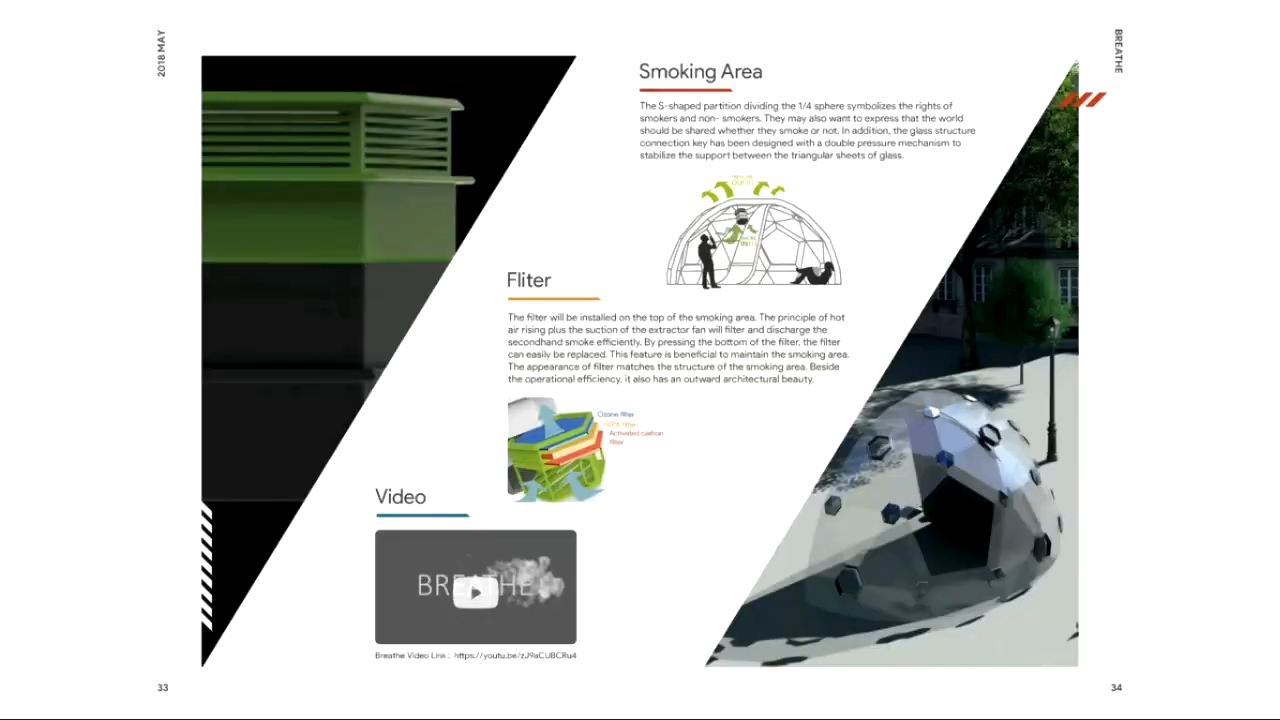 2018 MAY
BREATHE
Smoking Area
The S-shaped partition dividing the 1/4 sphere symbolizes the rights of
smokers and non- smokers. They may also want to express that the world
should be shared whether they smoke or not. In addition, the glass structure
connection key has been designed with a double pressure mechanism to
stabilize the support between the triangular sheets of glass.
OUT!!!
IN!!!
Fliter
The filter will be installed on the top of the smoking area. The principle of hot
air rising plus the suction of the extractor fan will filter and discharge the
secondhand smoke efficiently. By pressing the bottom of the filter, the filter
can easily be replaced. This feature is beneficial to maintain the smoking area.
The appearance of filter matches the structure of the smoking area. Beside
the operational efficiency, it also has an outward architectural beauty.
Ozone filter
filter
Activated carbon
filter
Video
BREATHE
Breathe Video Link : https://youtu.be/zJ9aCUBCRu4
33
34